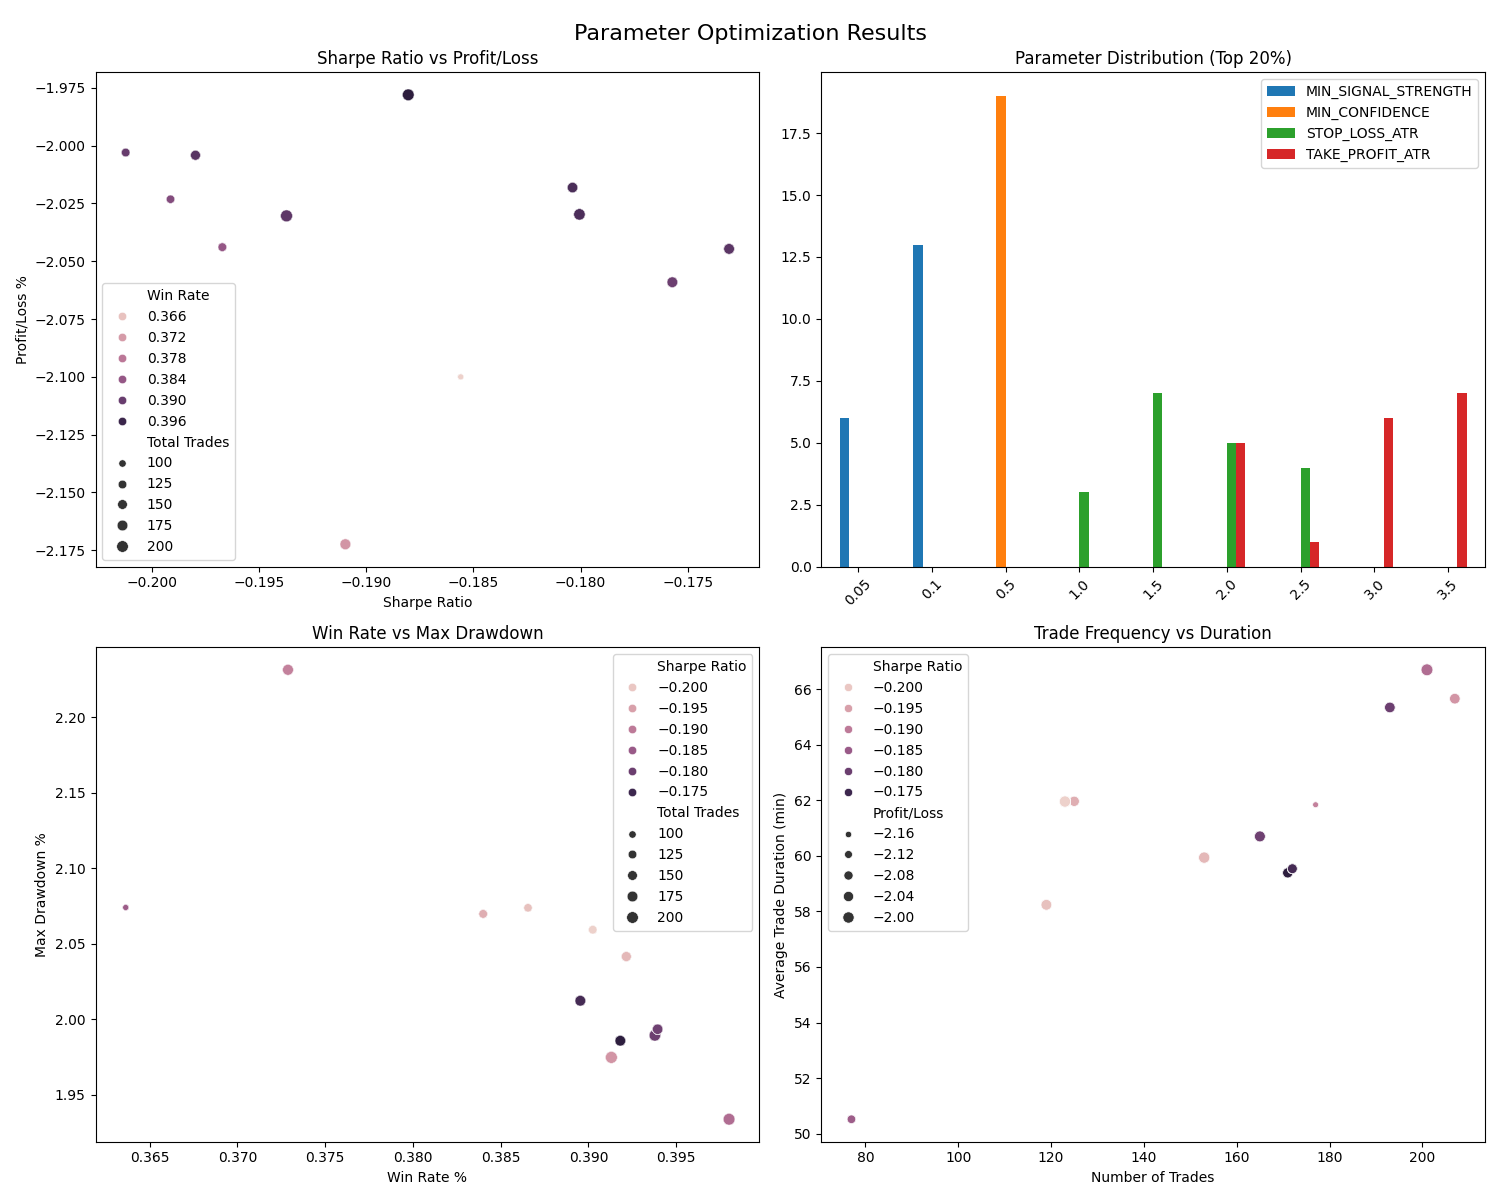 Parameter Optimization Results
Sharpe Ratio vs Profit/Loss
Profit/Loss %
−1.975
−2.000
−2.025
−2.050
−2.075
−2.100
−2.125
−2.150
−2.175
Win Rate
0.366
0.372
0.378
0.384
0.390
0.396
Total Trades
100
125
150
175
200
−0.200 −0.195 −0.190 −0.185 −0.180 −0.175
Sharpe Ratio
Parameter Distribution (Top 20%)
17.5
15.0
12.5
10.0
7.5
5.0
2.5
0.0
MIN_SIGNAL_STRENGTH
MIN_CONFIDENCE
STOP_LOSS_ATR
TAKE_PROFIT_ATR
0.05 0.1 0.5 1.0 1.5 2.0 2.5 3.0 3.5
Win Rate vs Max Drawdown
Max Drawdown %
2.20
2.15
2.10
2.05
2.00
1.95
Sharpe Ratio
−0.200
−0.195
−0.190
−0.185
−0.180
−0.175
Total Trades
100
125
150
175
200
0.365 0.370 0.375 0.380 0.385 0.390 0.395
Win Rate %
Trade Frequency vs Duration
Average Trade Duration (min)
66
64
62
60
58
56
54
52
50
Sharpe Ratio
−0.200
−0.195
−0.190
−0.185
−0.180
−0.175
Profit/Loss
−2.16
−2.12
−2.08
−2.04
−2.00
80 100 120 140 160 180 200
Number of Trades